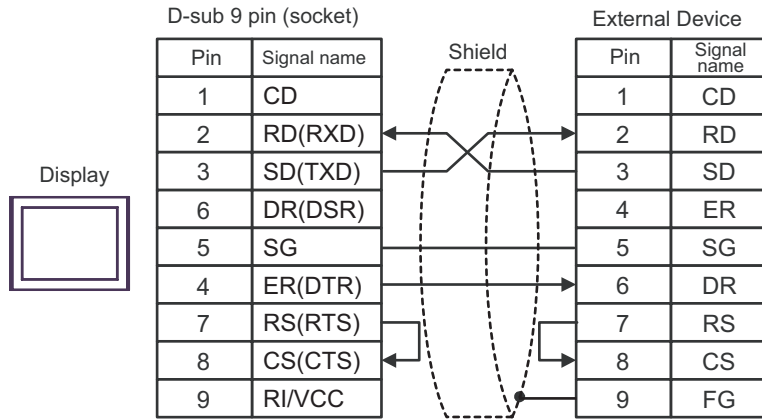 D-sub 9 pin (socket)
External Device
Shield
Display
Pin Signal name
1 CD
2 RD(RXD)
3 SD(TXD)
6 DR(DSR)
5 SG
4 ER(DTR)
7 RS(RTS)
8 CS(CTS)
9 RI/VCC
Pin Signal
name
1 CD
2 RD
3 SD
4 ER
5 SG
6 DR
7 RS
8 CS
9 FG